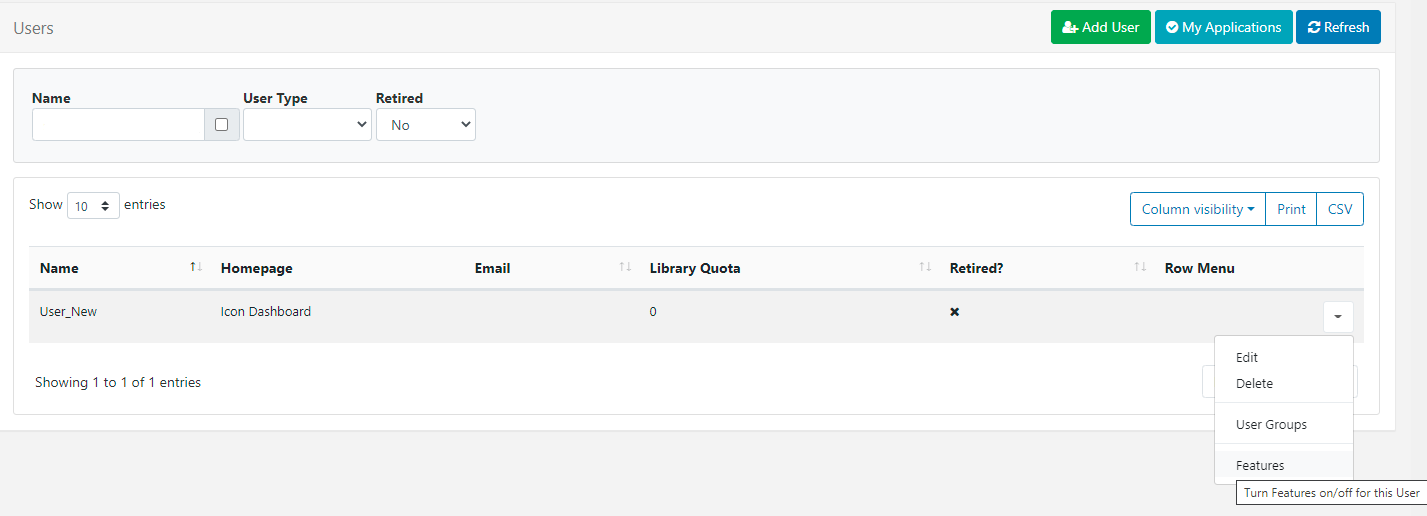 Users
Add User
My Applications
Refresh
Name
User Type
Retired
No
Show 10 entries
Column visibility
Print
CSV
Name
Homepage
Email
Library Quota
Retired?
Row Menu
User_New
Icon Dashboard
0
Showing 1 to 1 of 1 entries
Edit
Delete
User Groups
Features
Turn Features on/off for this User